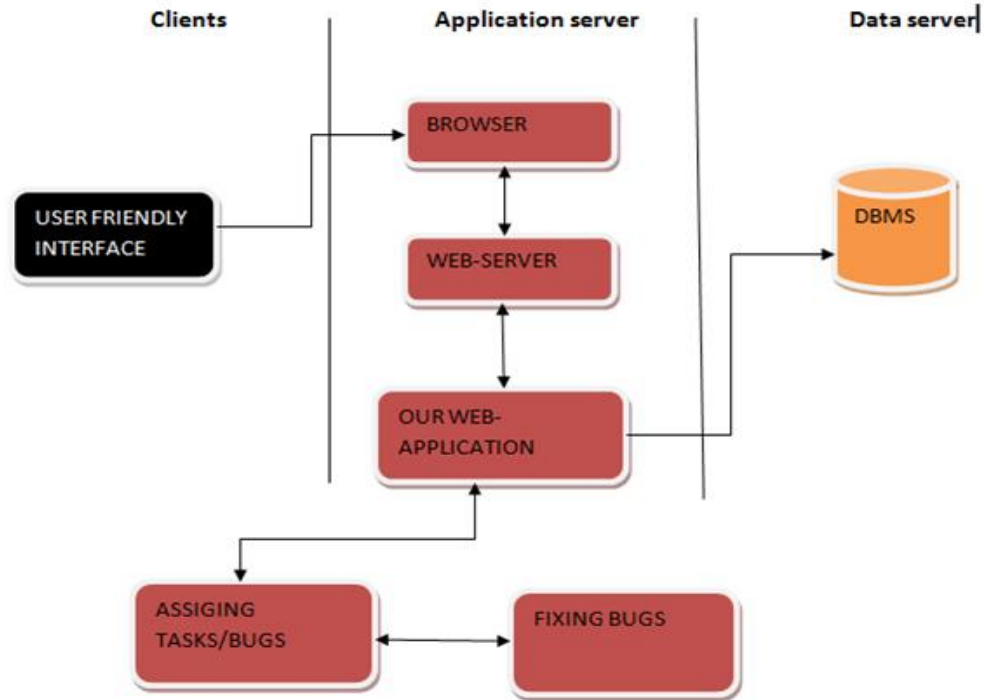 Clients
Application server
Data server
BROWSER
USER FRIENDLY
INTERFACE
WEB-SERVER
DBMS
OUR WEB-
APPLICATION
ASSIGING
TASKS/BUGS
FIXING BUGS